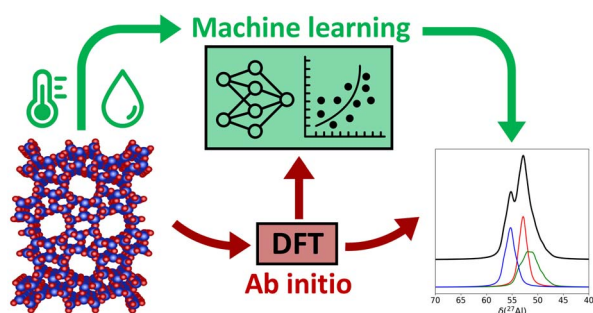 Machine learning
DFT
Ab initio
70 65 60 55 50 45 40
δ(²⁷Al)